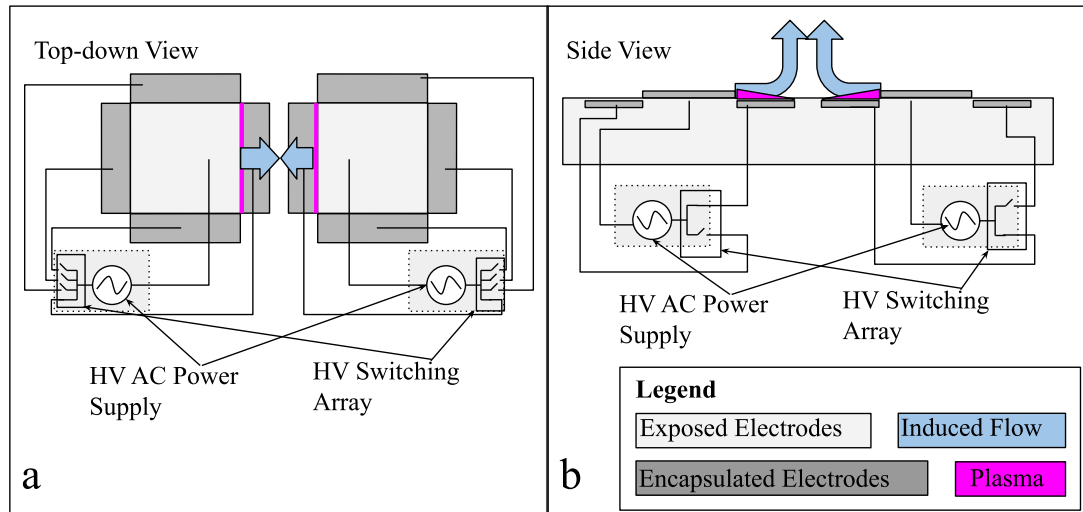 Top-down View
HV AC Power
Supply
HV Switching
Array
a
Side View
HV AC Power
Supply
HV Switching
Array
Legend
Exposed Electrodes
Induced Flow
Encapsulated Electrodes
Plasma
b